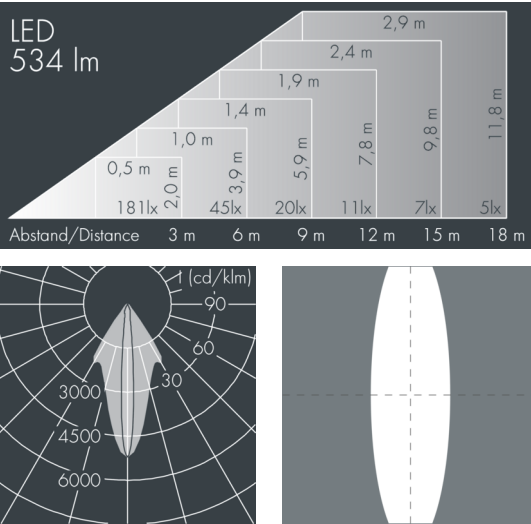 LED
534 lm
2,9 m
2,4 m
1,9 m
1,4 m
1,0 m
0,5 m
2,0 m
3,9 m
5,9 m
7,8 m
9,8 m
11,8 m
181lx 45lx 20lx 11lx 7lx 5lx
Abstand/Distance 3 m 6 m 9 m 12 m 15 m 18 m
I (cd/klm)
90
60
30
3000
4500
6000